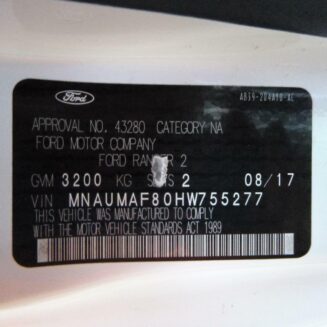 Ford
APPROVAL NO. 43280 CATEGORY NA
FORD MOTOR COMPANY
FORD RANGER 2
GVM 3200 KG SEATS 2 08/17
VIN MNAUMAF80HW755277
THIS VEHICLE WAS MANUFACTURED TO COMPLY
WITH THE MOTOR VEHICLE STANDARDS ACT 1989